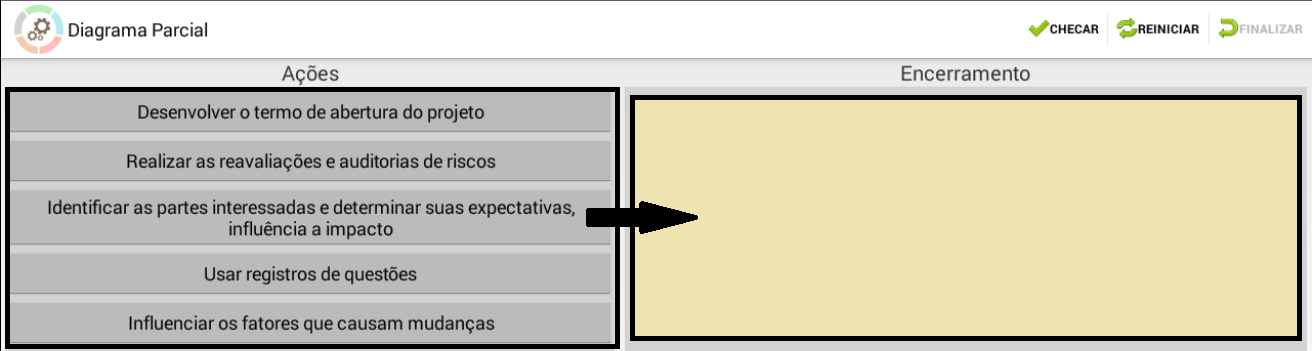 Diagrama Parcial
CHECAR
REINICIAR
FINALIZAR
Ações
Encerramento
Desenvolver o termo de abertura do projeto
Realizar as reavaliações e auditorias de riscos
Identificar as partes interessadas e determinar suas expectativas,
influência a impacto
Usar registros de questões
Influenciar os fatores que causam mudanças